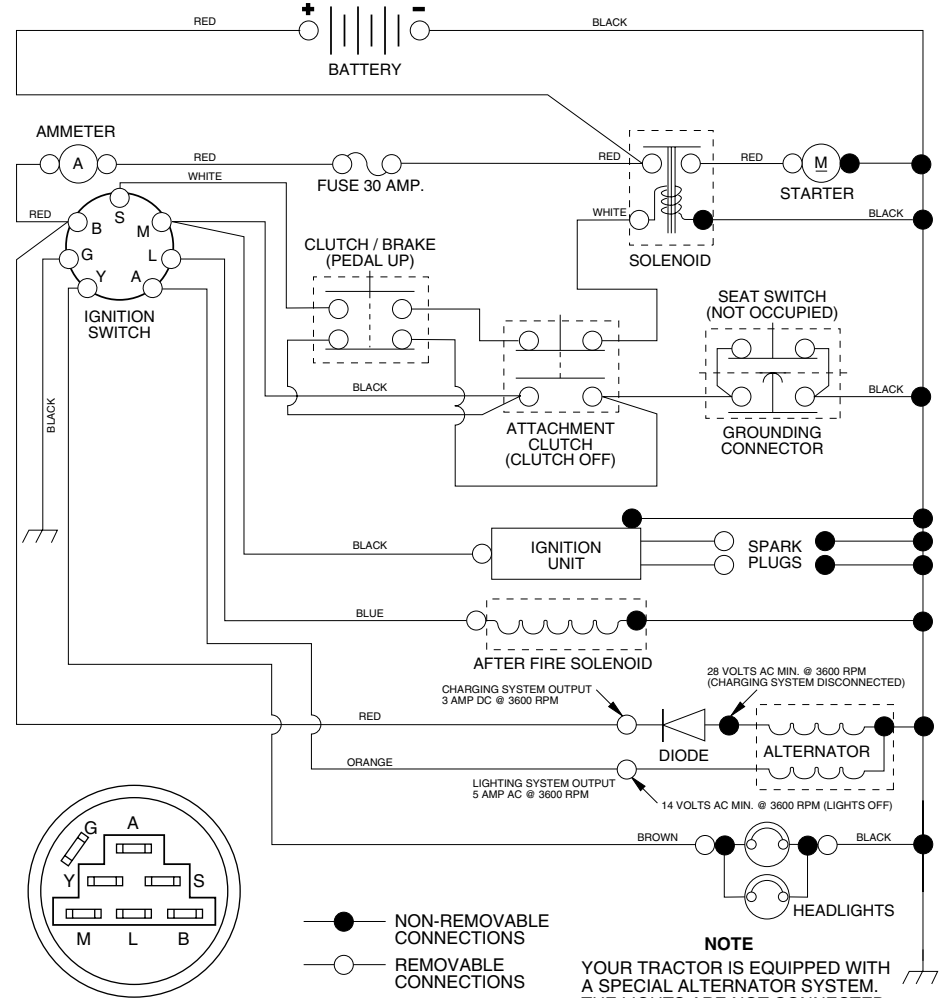 + -
RED
BLACK
BATTERY
AMMETER
A
RED
FUSE 30 AMP.
RED
RED
M
STARTER
WHITE
RED
S
B
M
G
L
Y
A
IGNITION
SWITCH
WHITE
BLACK
SOLENOID
CLUTCH / BRAKE
(PEDAL UP)
SEAT SWITCH
(NOT OCCUPIED)
BLACK
BLACK
BLACK
ATTACHMENT
CLUTCH
(CLUTCH OFF)
GROUNDING
CONNECTOR
BLACK
IGNITION
UNIT
SPARK
PLUGS
BLUE
AFTER FIRE SOLENOID
CHARGING SYSTEM OUTPUT
3 AMP DC @ 3600 RPM
28 VOLTS AC MIN. @ 3600 RPM
(CHARGING SYSTEM DISCONNECTED)
RED
DIODE
ALTERNATOR
ORANGE
LIGHTING SYSTEM OUTPUT
5 AMP AC @ 3600 RPM
14 VOLTS AC MIN. @ 3600 RPM (LIGHTS OFF)
BROWN
BLACK
HEADLIGHTS
G
A
Y
S
M
L
B
NON-REMOVABLE
CONNECTIONS
REMOVABLE
CONNECTIONS
NOTE
YOUR TRACTOR IS EQUIPPED WITH
A SPECIAL ALTERNATOR SYSTEM.
THE LIGHTS ARE NOT CONNECTED